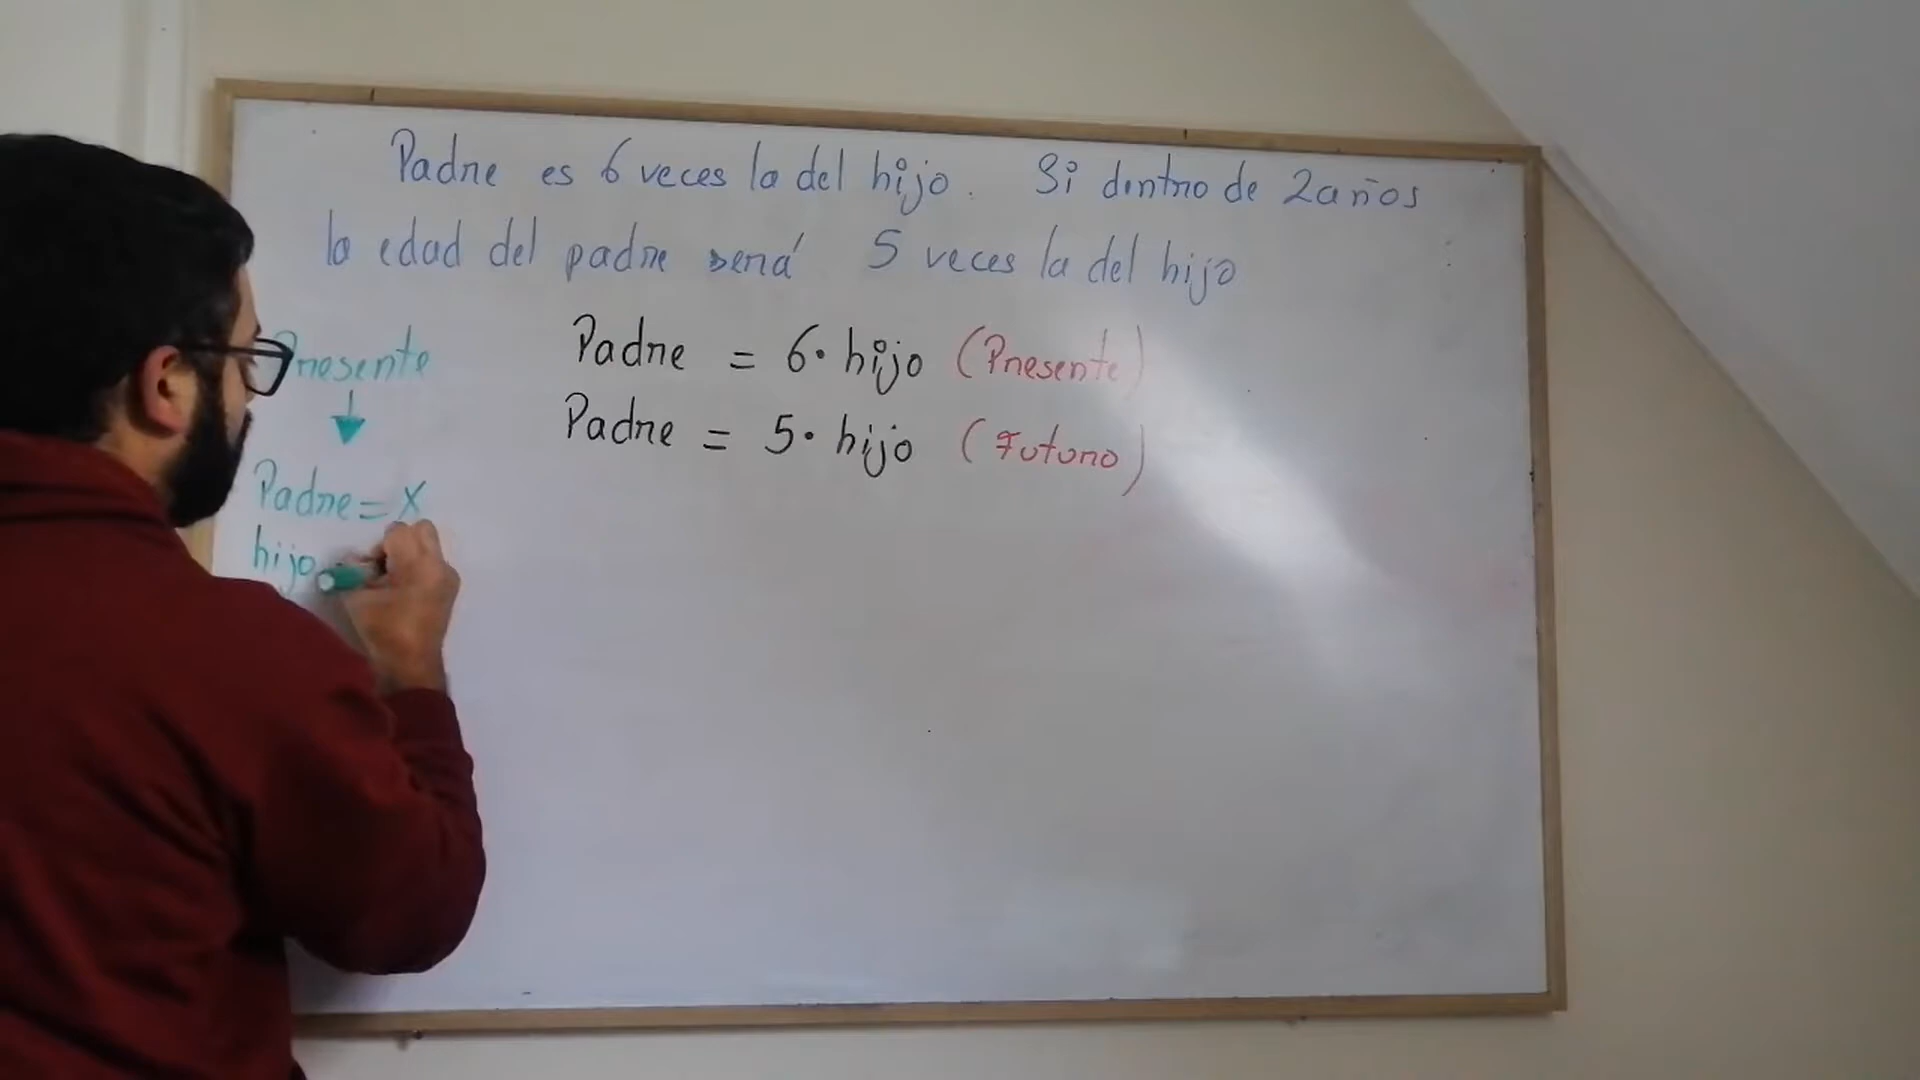 Padre es 6 veces la del hijo. Si dentro de 2 años
la edad del padre será 5 veces la del hijo
Presente
Padre = 6 · hijo (Presente)
Padre = 5 · hijo (Futuro)
Padre = X
hijo